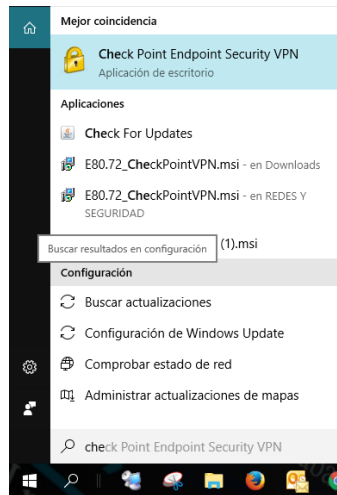 Mejor coincidencia
Check Point Endpoint Security VPN
Aplicación de escritorio
Aplicaciones
Check For Updates
E80.72_CheckPointVPN.msi - en Downloads
E80.72_CheckPointVPN.msi - en REDES Y
SEGURIDAD
Buscar resultados en configuración
(1).msi
Configuración
Buscar actualizaciones
Configuración de Windows Update
Comprobar estado de red
Administrar actualizaciones de mapas
check Point Endpoint Security VPN